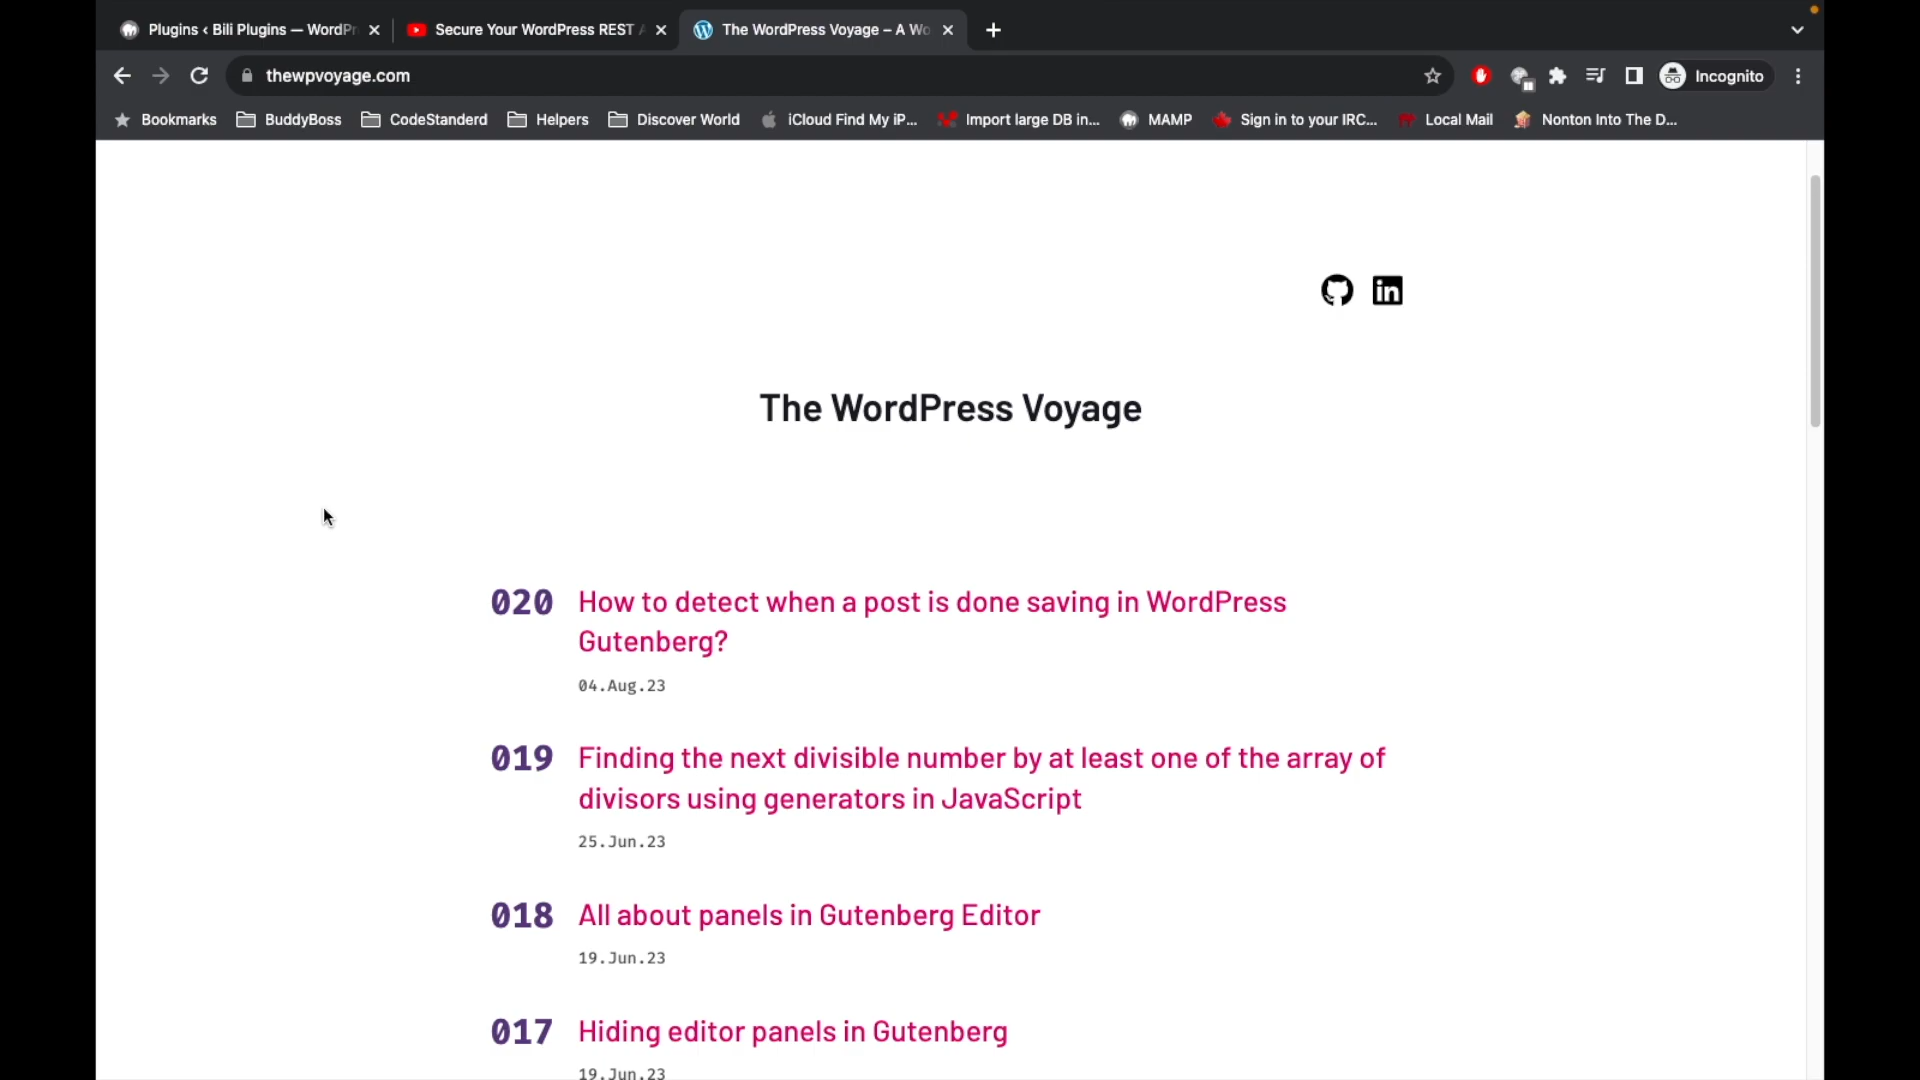 Plugins ‹ Bili Plugins — WordPr
Secure Your WordPress REST A
The WordPress Voyage – A Wo
thewpvoyage.com
Incognito
Bookmarks
BuddyBoss
CodeStanderd
Helpers
Discover World
iCloud Find My iP...
Import large DB in...
MAMP
Sign in to your IRC...
Local Mail
Nonton Into The D...
The WordPress Voyage
020 How to detect when a post is done saving in WordPress
Gutenberg?
04.Aug.23
019 Finding the next divisible number by at least one of the array of
divisors using generators in JavaScript
25.Jun.23
018 All about panels in Gutenberg Editor
19.Jun.23
017 Hiding editor panels in Gutenberg
19.Jun.23